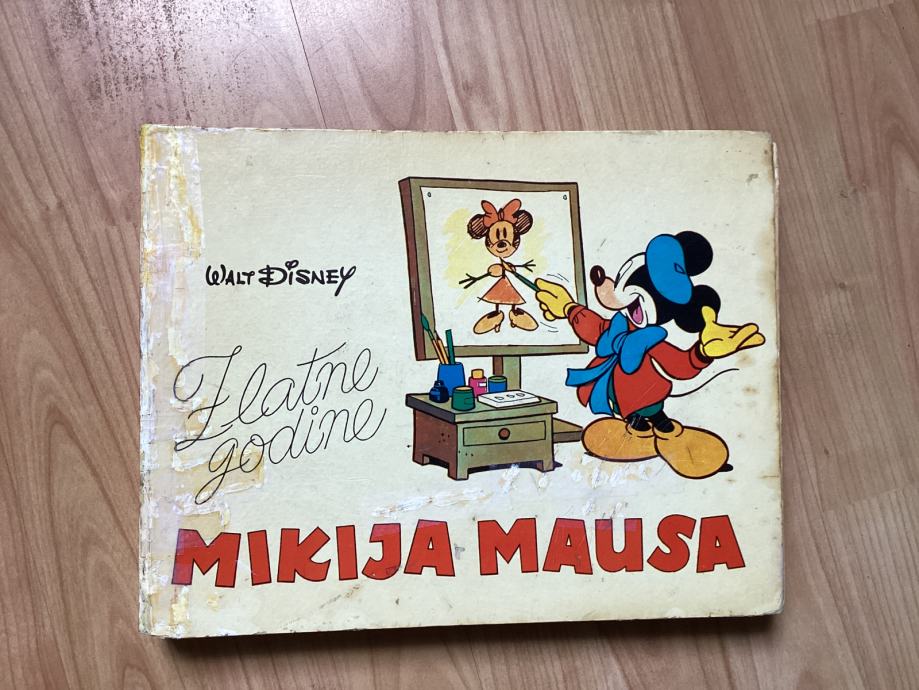 WALT DISNEY
Zlatne
godine
MIKIJA MAUSA